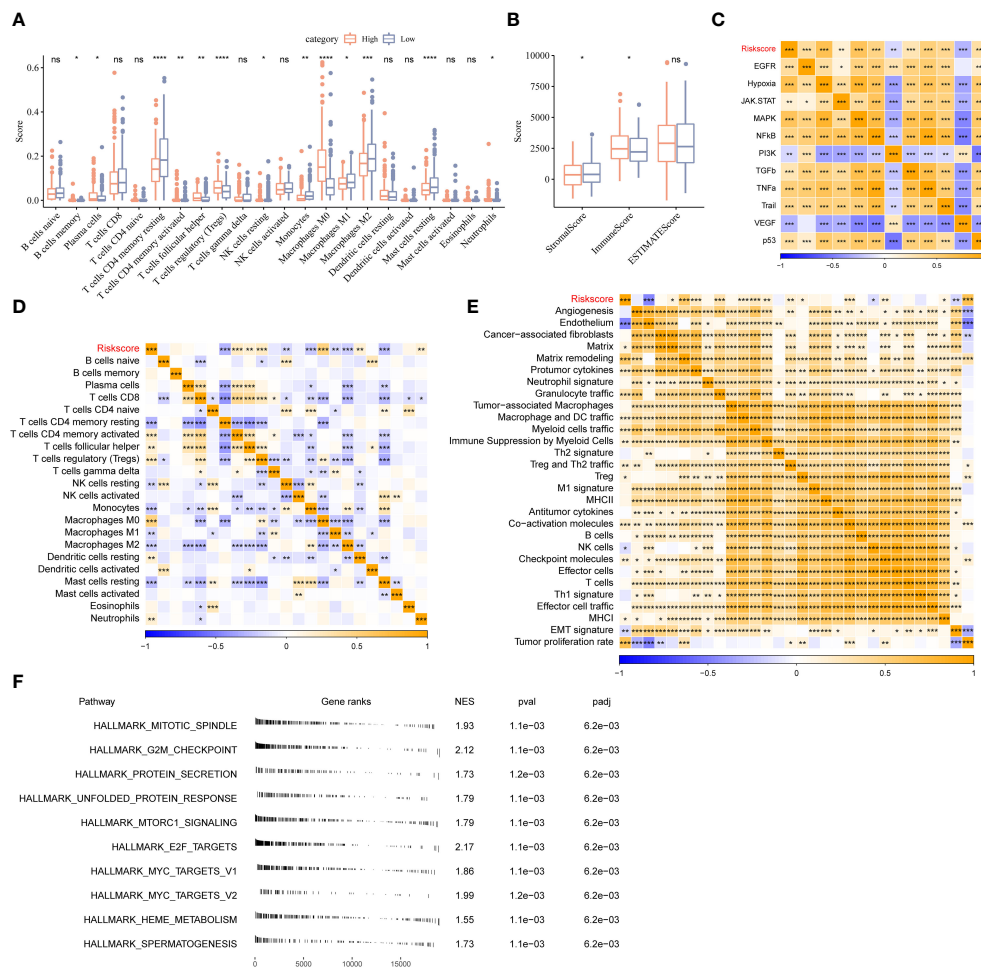 A
category High Low
ns * * ns ns **** ** ** **** ns * ns ** **** * *** ns ns **** ns ns *
Score
0.6
0.4
0.2
0.0
B cells naive
B cells memory
Plasma cells
T cells CD8
T cells CD4 naive
T cells CD4 memory resting
T cells CD4 memory activated
T cells follicular helper
T cells regulatory (Tregs)
T cells gamma delta
NK cells resting
NK cells activated
Monocytes
Macrophages M0
Macrophages M1
Macrophages M2
Dendritic cells resting
Dendritic cells activated
Mast cells resting
Mast cells activated
Eosinophils
Neutrophils
B
* * ns
Score
10000
7500
5000
2500
0
StromalScore
ImmuneScore
ESTIMATEScore
C
Riskscore
EGFR
Hypoxia
JAK.STAT
MAPK
NFkB
PI3K
TGFb
TNFa
Trail
VEGF
p53
−1 −0.5 0 0.5
D
Riskscore
B cells naive
B cells memory
Plasma cells
T cells CD8
T cells CD4 naive
T cells CD4 memory resting
T cells CD4 memory activated
T cells follicular helper
T cells regulatory (Tregs)
T cells gamma delta
NK cells resting
NK cells activated
Monocytes
Macrophages M0
Macrophages M1
Macrophages M2
Dendritic cells resting
Dendritic cells activated
Mast cells resting
Mast cells activated
Eosinophils
Neutrophils
−1 −0.5 0 0.5 1
E
Riskscore
Angiogenesis
Endothelium
Cancer-associated fibroblasts
Matrix
Matrix remodeling
Protumor cytokines
Neutrophil signature
Granulocyte traffic
Tumor-associated Macrophages
Macrophage and DC traffic
Myeloid cells traffic
Immune Suppression by Myeloid Cells
Th2 signature
Treg and Th2 traffic
Treg
M1 signature
MHCII
Antitumor cytokines
Co-activation molecules
B cells
NK cells
Checkpoint molecules
Effector cells
T cells
Th1 signature
Effector cell traffic
MHCI
EMT signature
Tumor proliferation rate
−1 −0.5 0 0.5 1
F
Pathway Gene ranks NES pval padj
HALLMARK_MITOTIC_SPINDLE 1.93 1.1e−03 6.2e−03
HALLMARK_G2M_CHECKPOINT 2.12 1.1e−03 6.2e−03
HALLMARK_PROTEIN_SECRETION 1.73 1.2e−03 6.2e−03
HALLMARK_UNFOLDED_PROTEIN_RESPONSE 1.79 1.1e−03 6.2e−03
HALLMARK_MTORC1_SIGNALING 1.79 1.1e−03 6.2e−03
HALLMARK_E2F_TARGETS 2.17 1.1e−03 6.2e−03
HALLMARK_MYC_TARGETS_V1 1.86 1.1e−03 6.2e−03
HALLMARK_MYC_TARGETS_V2 1.99 1.2e−03 6.2e−03
HALLMARK_HEME_METABOLISM 1.55 1.1e−03 6.2e−03
HALLMARK_SPERMATOGENESIS 1.73 1.1e−03 6.2e−03
0 5000 10000 15000